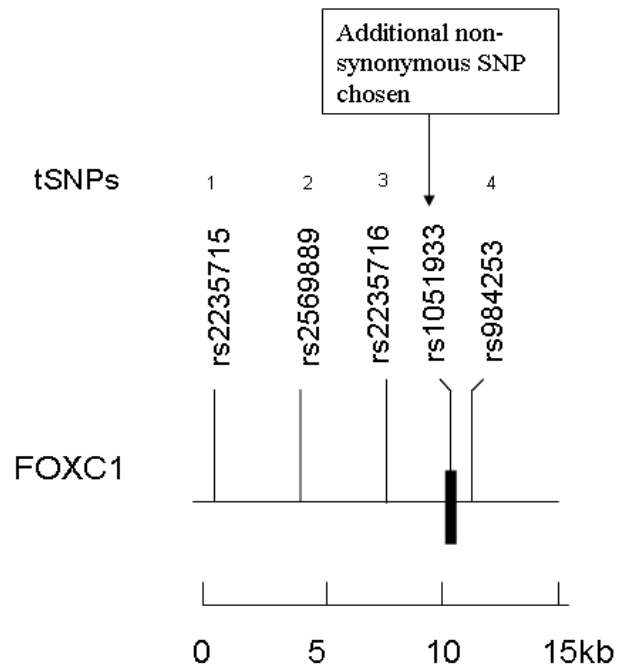 Additional non-
synonymous SNP
chosen
tSNPs 1 2 3 4
rs2235715
rs2569889
rs2235716
rs1051933
rs984253
FOXC1
0 5 10 15kb